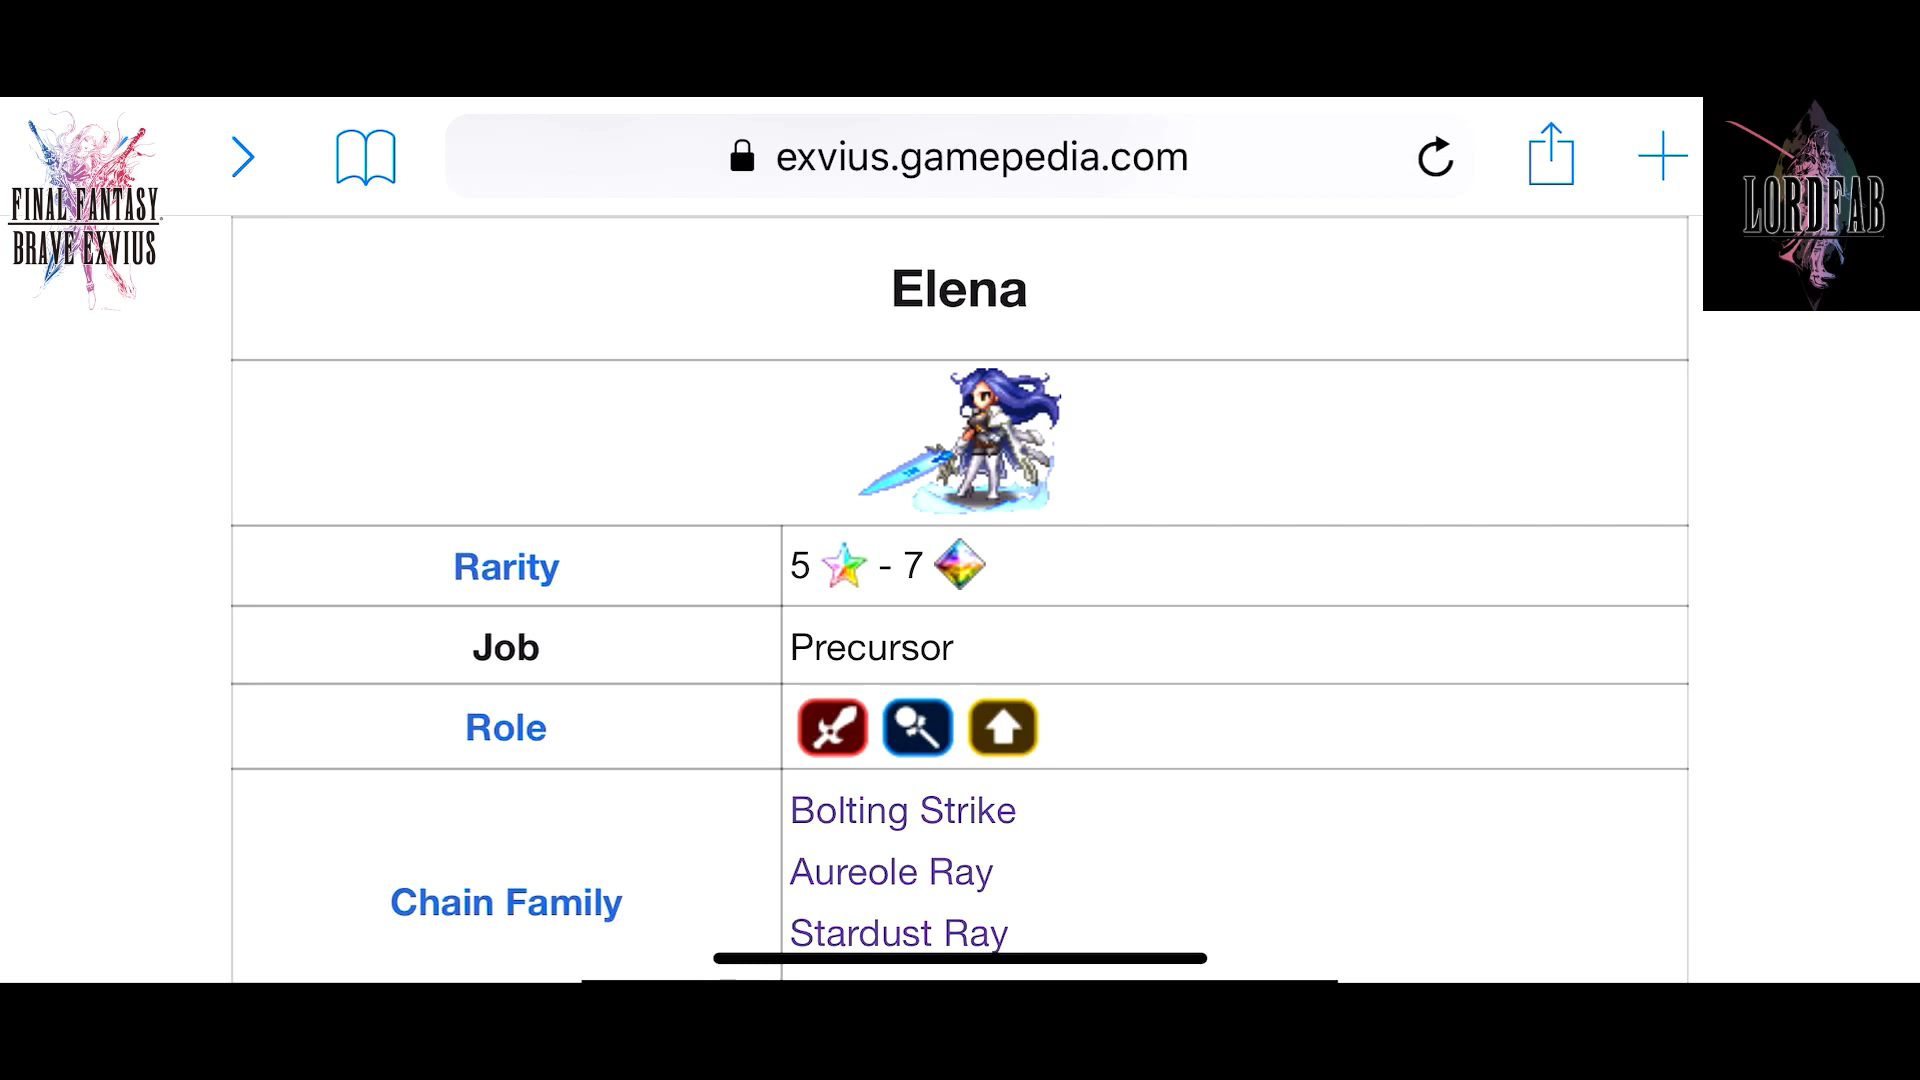 FINAL FANTASY
BRAVE EXVIUS
exvius.gamepedia.com
LORDFAB
Elena
Rarity
5 - 7
Job
Precursor
Role
Chain Family
Bolting Strike
Aureole Ray
Stardust Ray